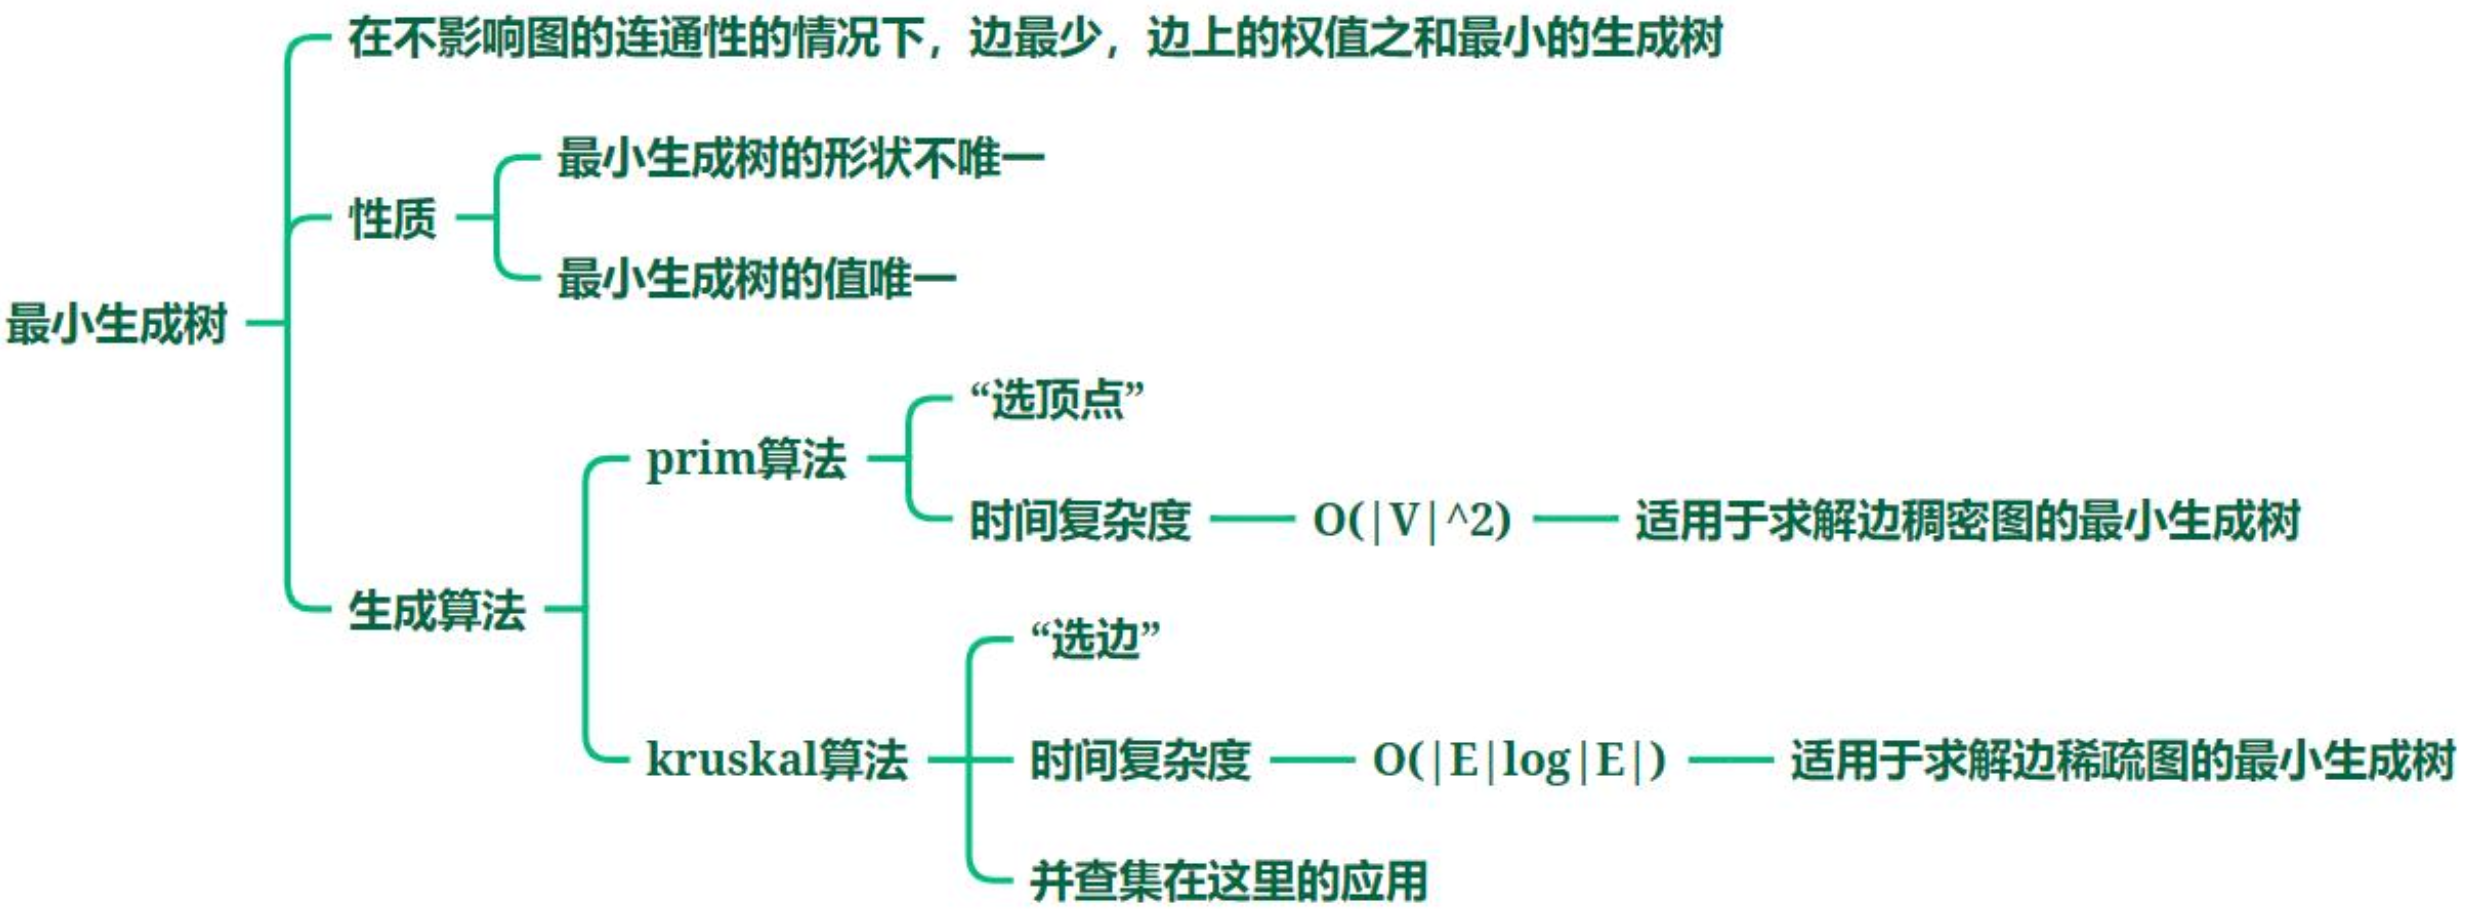 在不影响图的连通性的情况下，边最少，边上的权值之和最小的生成树
最小生成树的形状不唯一
性质
最小生成树的值唯一
最小生成树
“选顶点”
prim算法
时间复杂度 O(|V|^2) 适用于求解边稠密图的最小生成树
生成算法
“选边”
kruskal算法 时间复杂度 O(|E|log|E|) 适用于求解边稀疏图的最小生成树
并查集在这里的应用